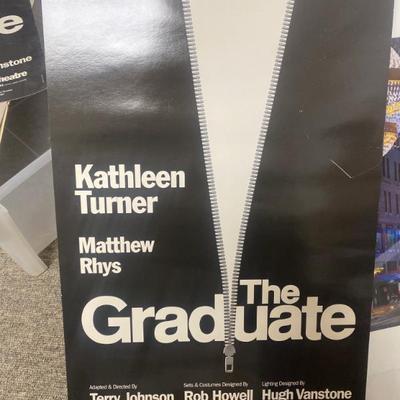 e
nstone
heatre
Kathleen
Turner
Matthew
Rhys
The
Graduate
Adapted & Directed By
Terry Johnson
Sets & Costumes Designed By
Rob Howell
Lighting Designed By
Hugh Vanstone